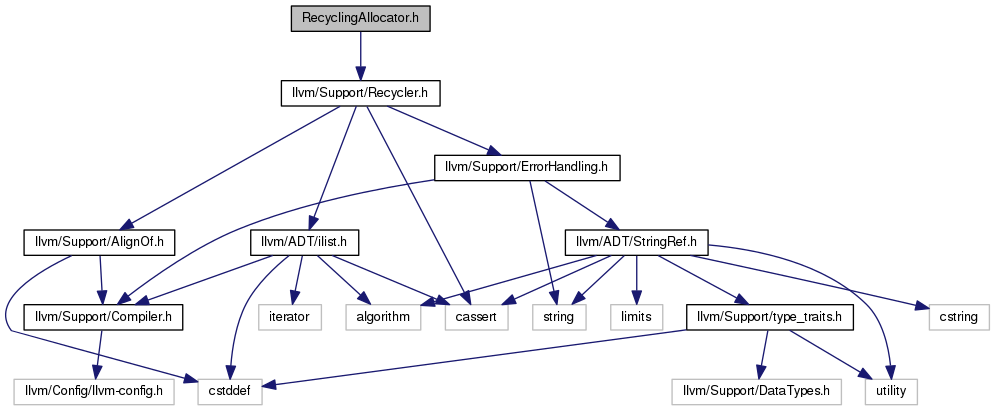 RecyclingAllocator.h
llvm/Support/Recycler.h
llvm/Support/ErrorHandling.h
llvm/Support/AlignOf.h
llvm/ADT/ilist.h
llvm/ADT/StringRef.h
llvm/Support/Compiler.h
iterator
algorithm
cassert
string
limits
llvm/Support/type_traits.h
cstring
llvm/Config/llvm-config.h
cstddef
llvm/Support/DataTypes.h
utility